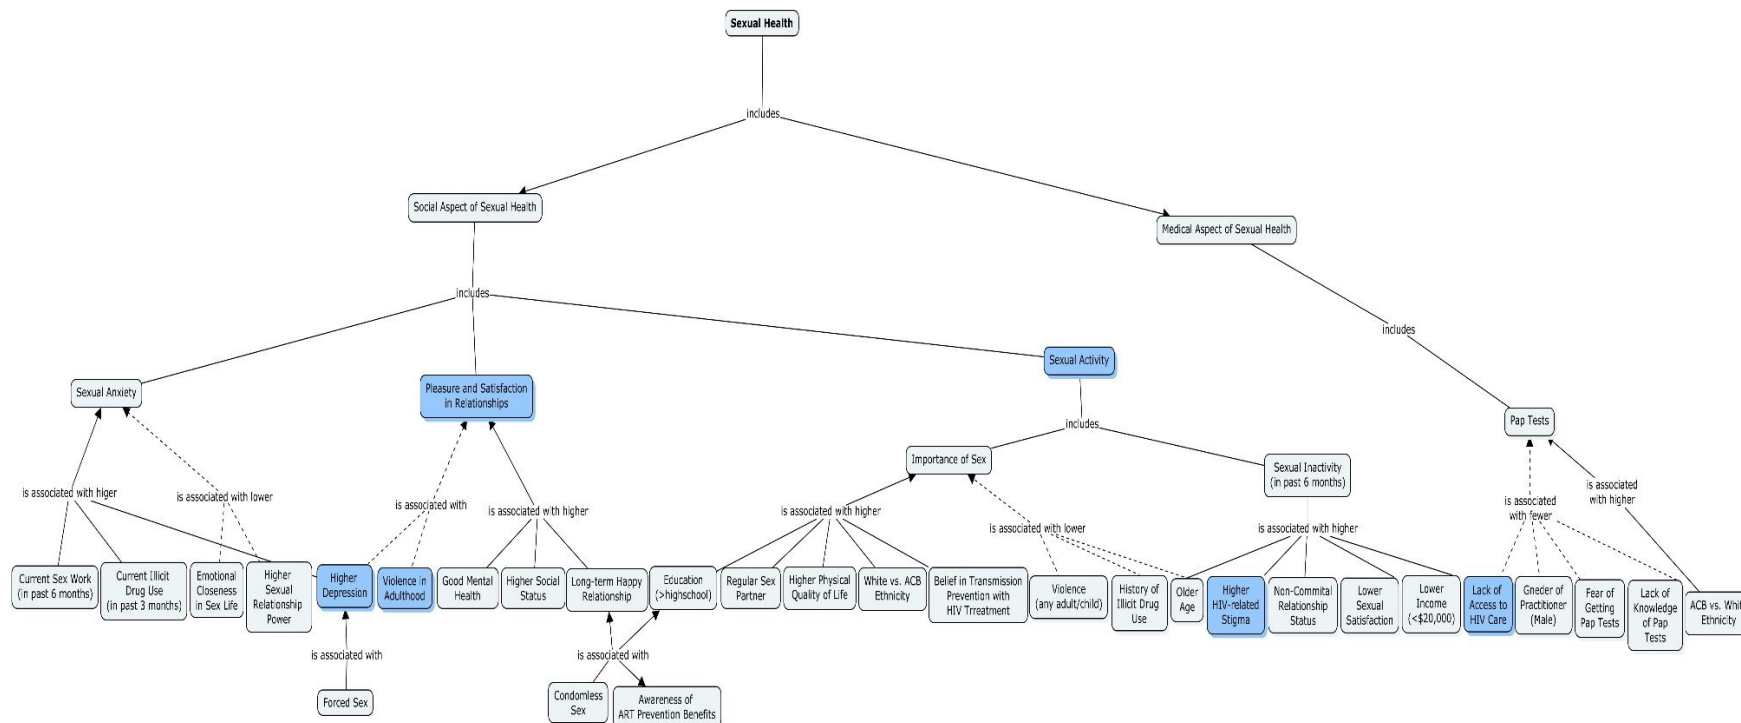 Sexual Health
includes
Social Aspect of Sexual Health
Medical Aspect of Sexual Health
includes
includes
Sexual Activity
Sexual Anxiety
Pleasure and Satisfaction
in Relationships
Pap Tests
includes
Importance of Sex
Sexual Inactivity
(in past 6 months)
is associated with higer
is associated with lower
is associated with
is associated with higher
is associated with higher
is associated with lower
is associated with higher
is associated
with fewer
is associated
with higher
Current Sex Work
(in past 6 months)
Current Illicit
Drug Use
(in past 3 months)
Emotional
Closeness
in Sex Life
Higher
Sexual
Relationship
Power
Higher
Depression
Violence in
Adulthood
Good Mental
Health
Higher Social
Status
Long-term Happy
Relationship
Education
(>highschool)
Regular Sex
Partner
Higher Physical
Quality of Life
White vs. ACB
Ethnicity
Belief in Transmission
Prevention with
HIV Trreatment
Violence
(any adult/child)
History of
Illicit Drug
Use
Older
Age
Higher
HIV-related
Stigma
Non-Commital
Relationship
Status
Lower
Sexual
Satisfaction
Lower
Income
(<$20,000)
Lack of
Access to
HIV Care
Gneder of
Practitioner
(Male)
Fear of
Getting
Pap Tests
Lack of
Knowledge
of Pap
Tests
ACB vs. Whit
Ethnicity
is associated with
is associated with
Forced Sex
Condomless
Sex
Awareness of
ART Prevention Benefits